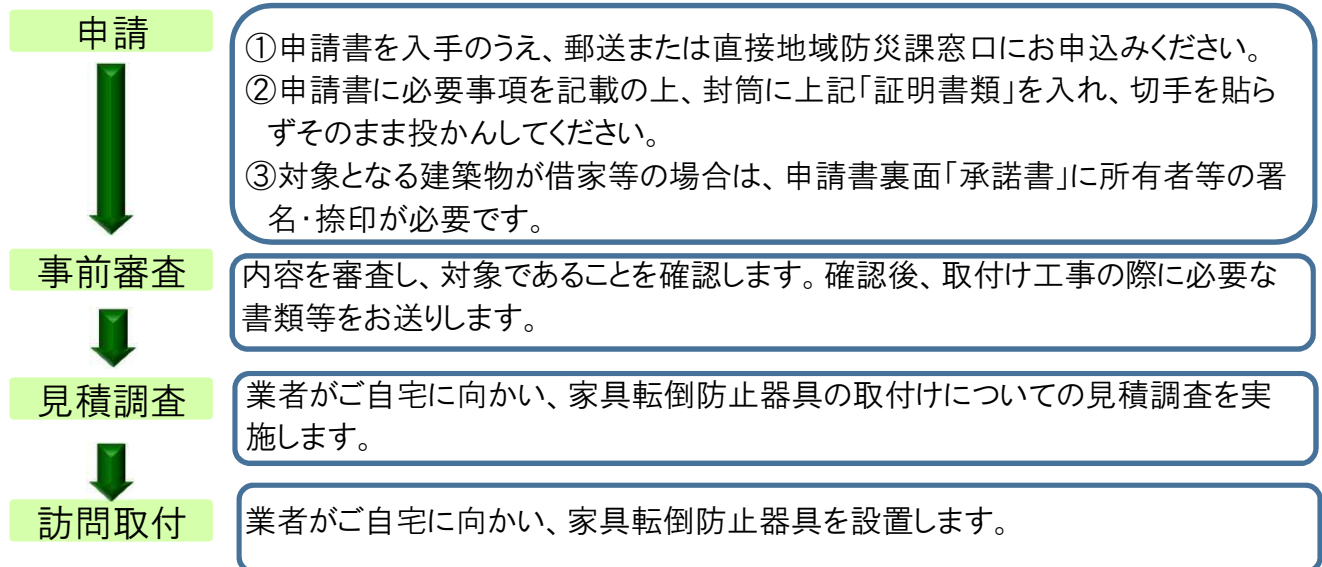 申請
①申請書を入手のうえ、郵送または直接地域防災課窓口にお申込みください。
②申請書に必要事項を記載の上、封筒に上記「証明書類」を入れ、切手を貼ら
ずそのまま投かんしてください。
③対象となる建築物が借家等の場合は、申請書裏面「承諾書」に所有者等の署
名・捺印が必要です。
事前審査
内容を審査し、対象であることを確認します。確認後、取付け工事の際に必要な
書類等をお送りします。
見積調査
業者がご自宅に向かい、家具転倒防止器具の取付けについての見積調査を実
施します。
訪問取付
業者がご自宅に向かい、家具転倒防止器具を設置します。